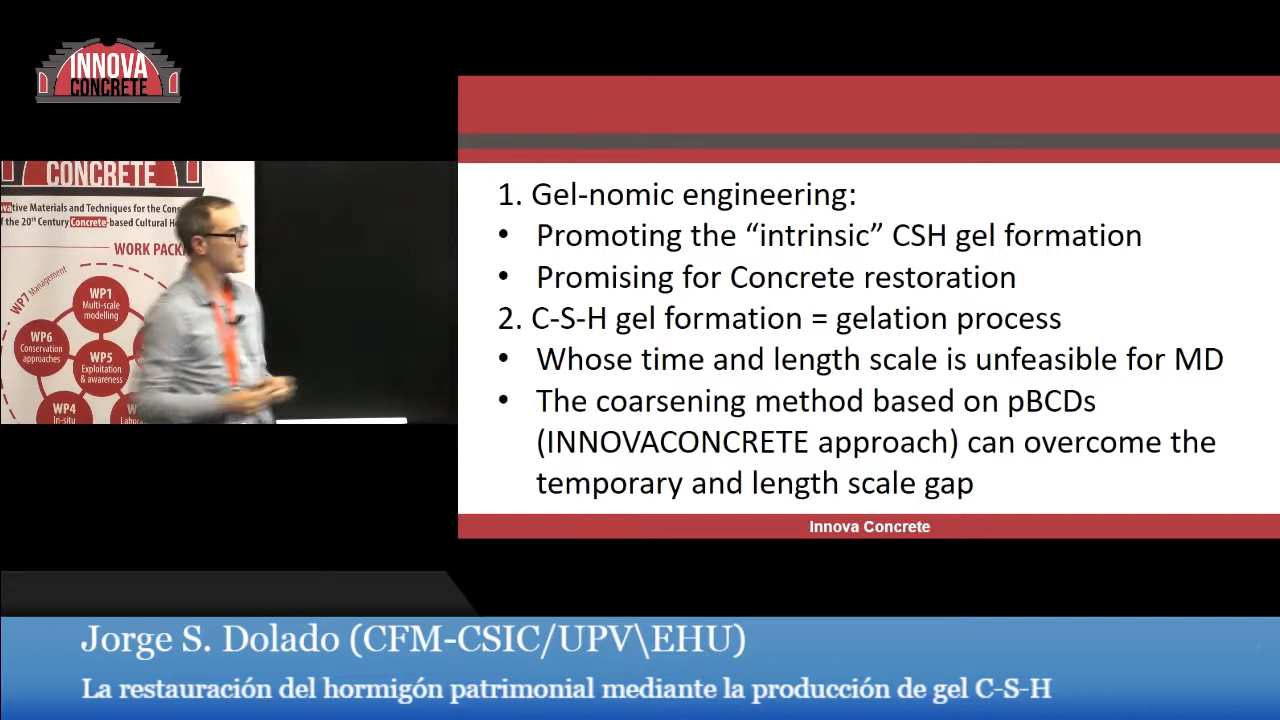 INNOVA
CONCRETE
CONCRETE
ative Materials and Techniques for the Cons
of the 20th Century Concrete-based Cultural H
WORK PACK
WP7 Management
WP1
Multi-scale
modelling
WP6
Conservation
approaches
WP5
Exploitation
& awareness
WP4
In-situ
1. Gel-nomic engineering:
• Promoting the “intrinsic” CSH gel formation
• Promising for Concrete restoration
2. C-S-H gel formation = gelation process
• Whose time and length scale is unfeasible for MD
• The coarsening method based on pBCDs
(INNOVACONCRETE approach) can overcome the
temporary and length scale gap
Innova Concrete
Jorge S. Dolado (CFM-CSIC/UPV\EHU)
La restauración del hormigón patrimonial mediante la producción de gel C-S-H